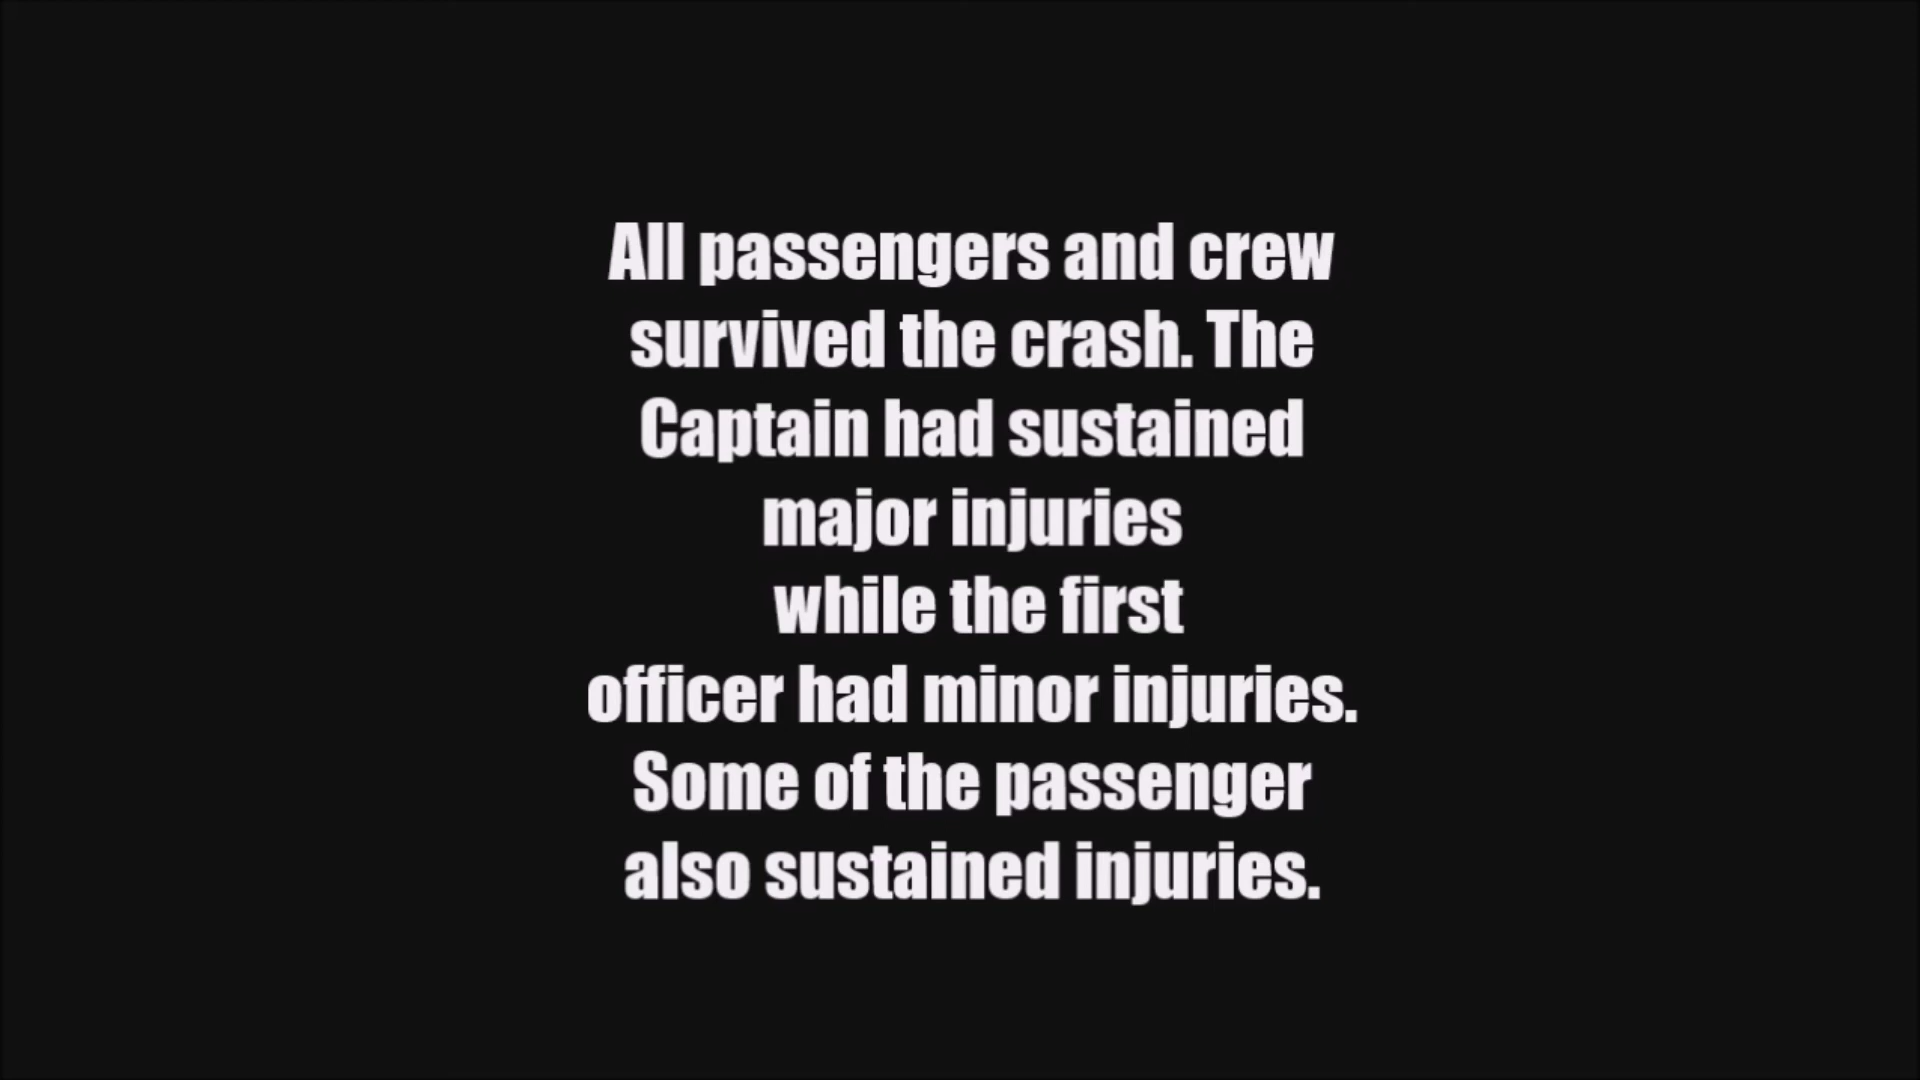 All passengers and crew
survived the crash. The
Captain had sustained
major injuries
while the first
officer had minor injuries.
Some of the passenger
also sustained injuries.